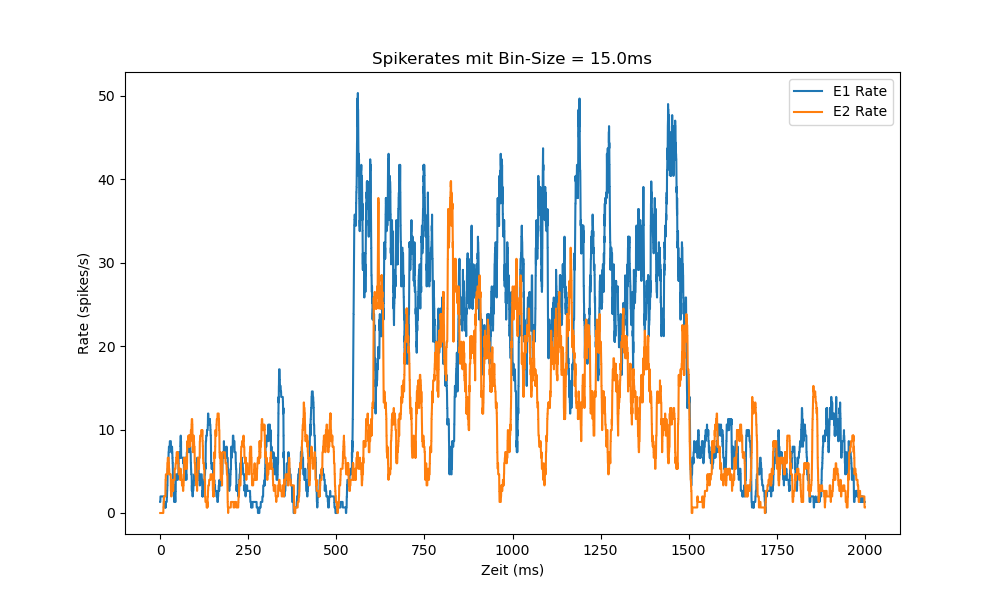 Spikerates mit Bin-Size = 15.0ms
E1 Rate
E2 Rate
50
40
30
20
10
0
Rate (spikes/s)
0 250 500 750 1000 1250 1500 1750 2000
Zeit (ms)